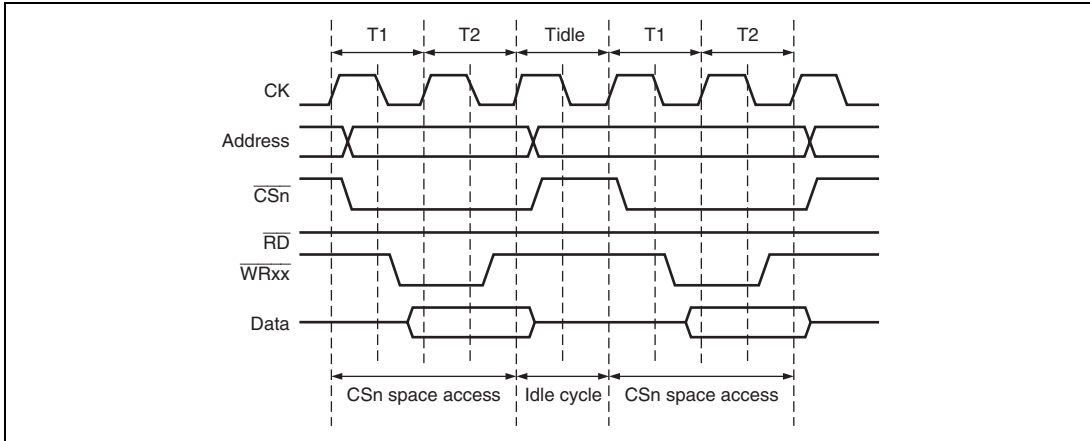 T1 T2 Tidle T1 T2
CK
Address
CSn
RD
WRxx
Data
CSn space access Idle cycle CSn space access